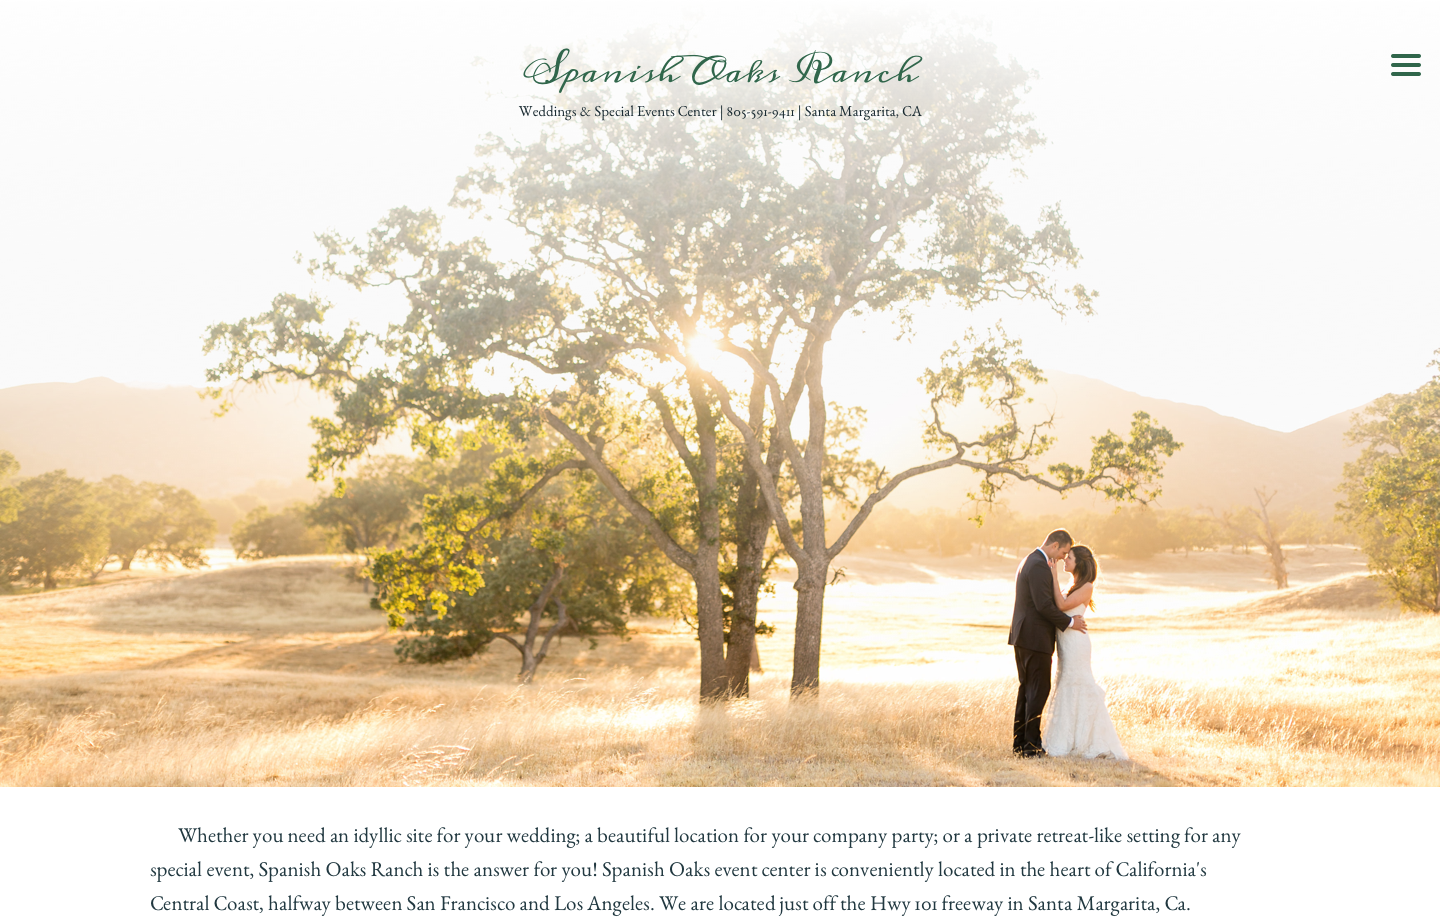 Spanish Oaks Ranch
Weddings & Special Events Center | 805-591-9411 | Santa Margarita, CA
Whether you need an idyllic site for your wedding; a beautiful location for your company party; or a private retreat-like setting for any
special event, Spanish Oaks Ranch is the answer for you! Spanish Oaks event center is conveniently located in the heart of California's
Central Coast, halfway between San Francisco and Los Angeles. We are located just off the Hwy 101 freeway in Santa Margarita, Ca.